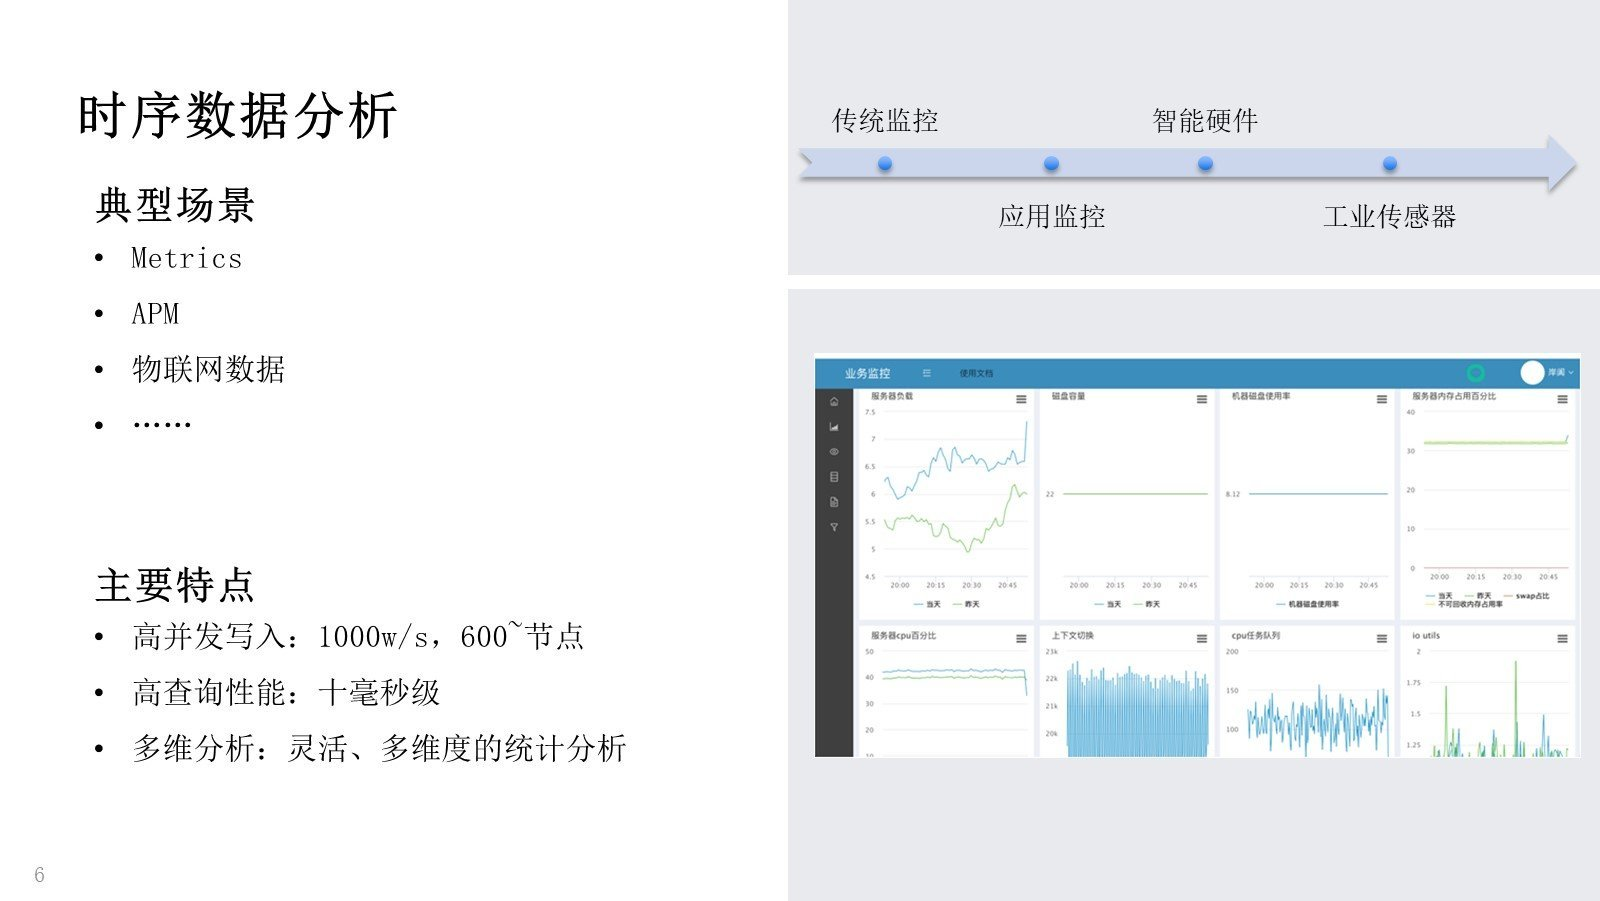 时序数据分析
典型场景
• Metrics
• APM
• 物联网数据
• ……
主要特点
• 高并发写入：1000w/s，600~节点
• 高查询性能：十毫秒级
• 多维分析：灵活、多维度的统计分析
6
传统监控
智能硬件
应用监控
工业传感器
业务监控
使用文档
服务器负载
7.5
7
6.5
6
5.5
5
4.5
20:00 20:15 20:30 20:45
当天 昨天
磁盘容量
22
20:00 20:15 20:30 20:45
当天 昨天
机器磁盘使用率
8.12
20:00 20:15 20:30 20:45
机器磁盘使用率
服务器内存占用百分比
40
30
20
10
0
20:00 20:15 20:30 20:45
当天 昨天 swap占比
不可回收内存占用率
服务器cpu百分比
50
40
30
20
10
上下文切换
23k
22k
21k
20k
cpu任务队列
200
150
100
io utils
2
1.75
1.5
1.25